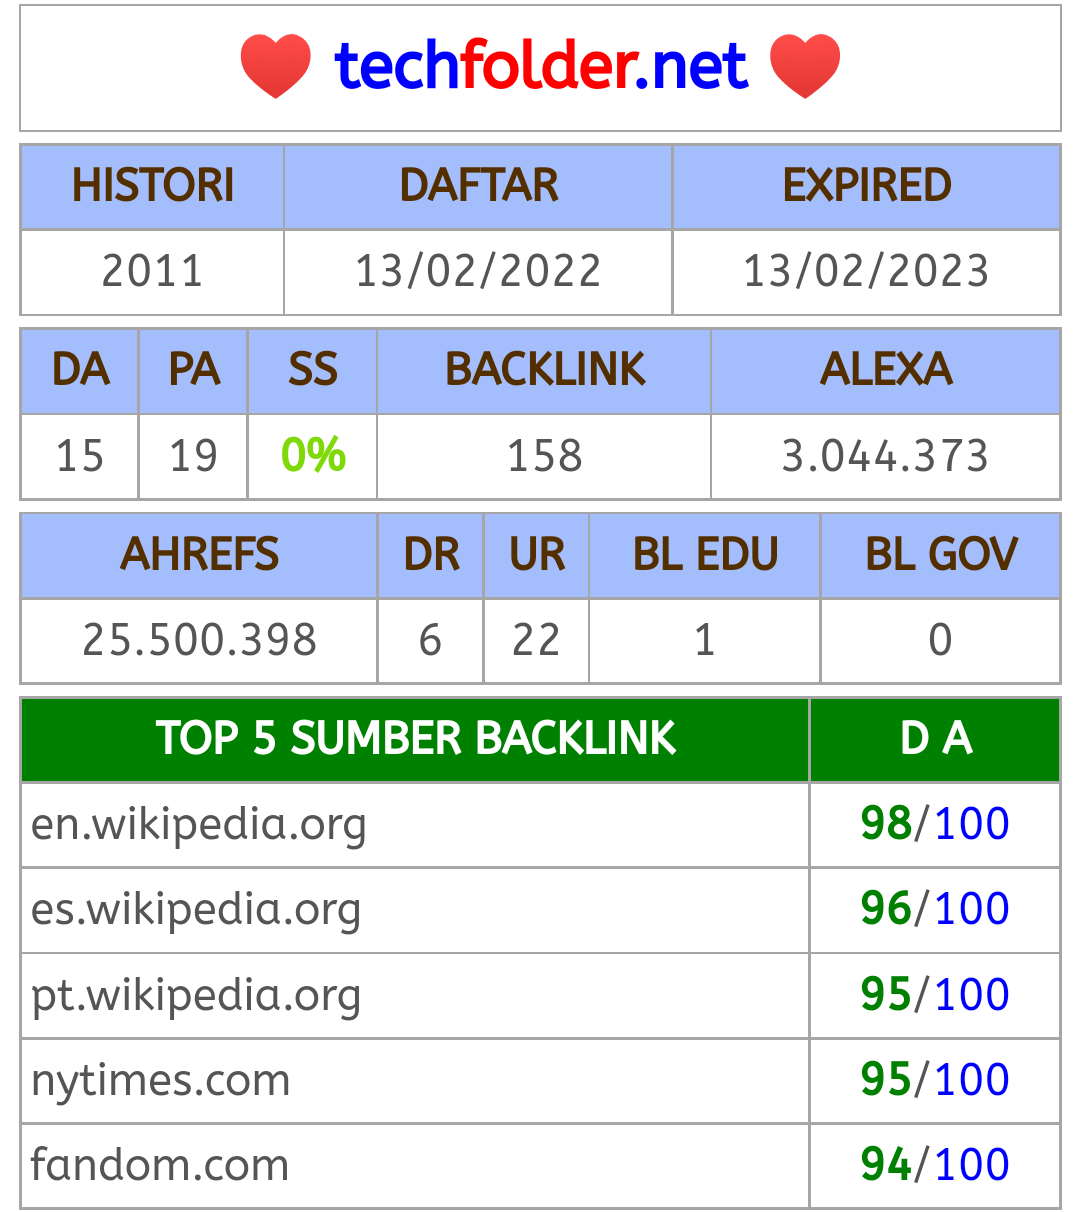 techfolder.net
HISTORI DAFTAR EXPIRED
2011 13/02/2022 13/02/2023
DA PA SS BACKLINK ALEXA
15 19 0% 158 3.044.373
AHREFS DR UR BL EDU BL GOV
25.500.398 6 22 1 0
TOP 5 SUMBER BACKLINK D A
en.wikipedia.org 98/100
es.wikipedia.org 96/100
pt.wikipedia.org 95/100
nytimes.com 95/100
fandom.com 94/100